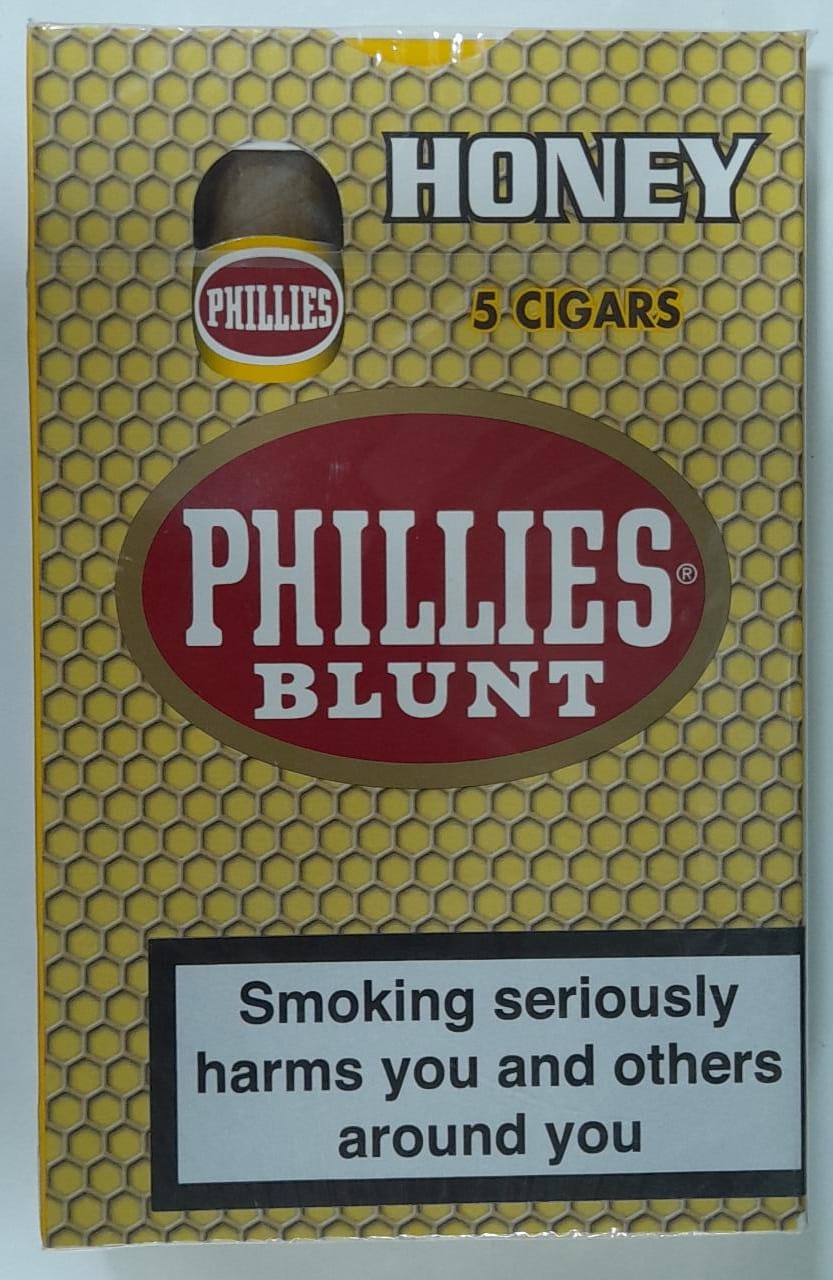 HONEY
5 CIGARS
PHILLIES
PHILLIES®
BLUNT
Smoking seriously
harms you and others
around you